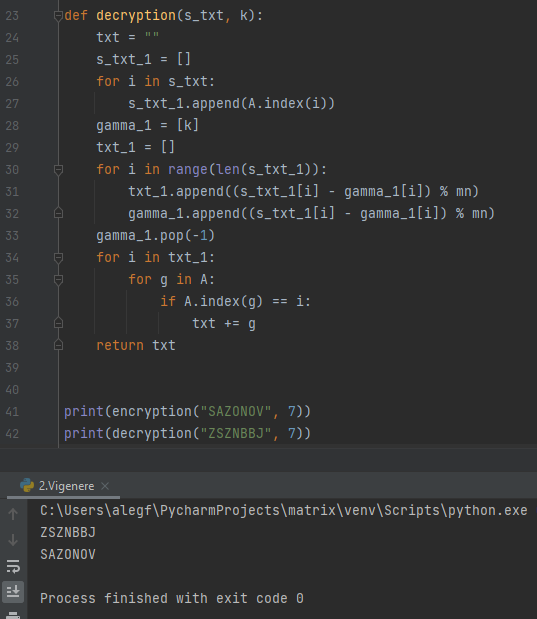 23 def decryption(s_txt, k):
24     txt = ""
25     s_txt_1 = []
26     for i in s_txt:
27         s_txt_1.append(A.index(i))
28     gamma_1 = [k]
29     txt_1 = []
30     for i in range(len(s_txt_1)):
31         txt_1.append((s_txt_1[i] - gamma_1[i]) % mn)
32         gamma_1.append((s_txt_1[i] - gamma_1[i]) % mn)
33     gamma_1.pop(-1)
34     for i in txt_1:
35         for g in A:
36             if A.index(g) == i:
37                 txt += g
38     return txt
39
40
41 print(encryption("SAZONOV", 7))
42 print(decryption("ZSZNBBJ", 7))
2.Vigenere
C:\Users\alegf\PycharmProjects\matrix\venv\Scripts\python.exe
ZSZNBBJ
SAZONOV
Process finished with exit code 0